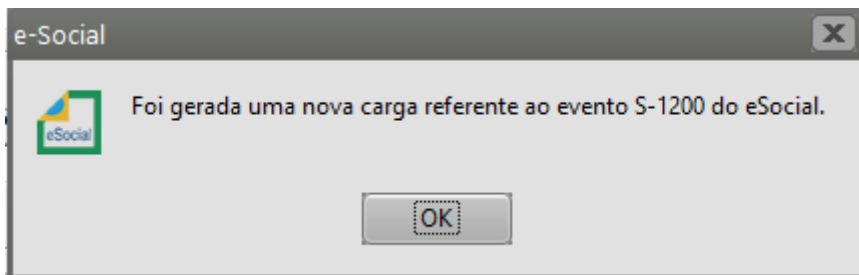 e-Social
Foi gerada uma nova carga referente ao evento S-1200 do eSocial.
eSocial
OK